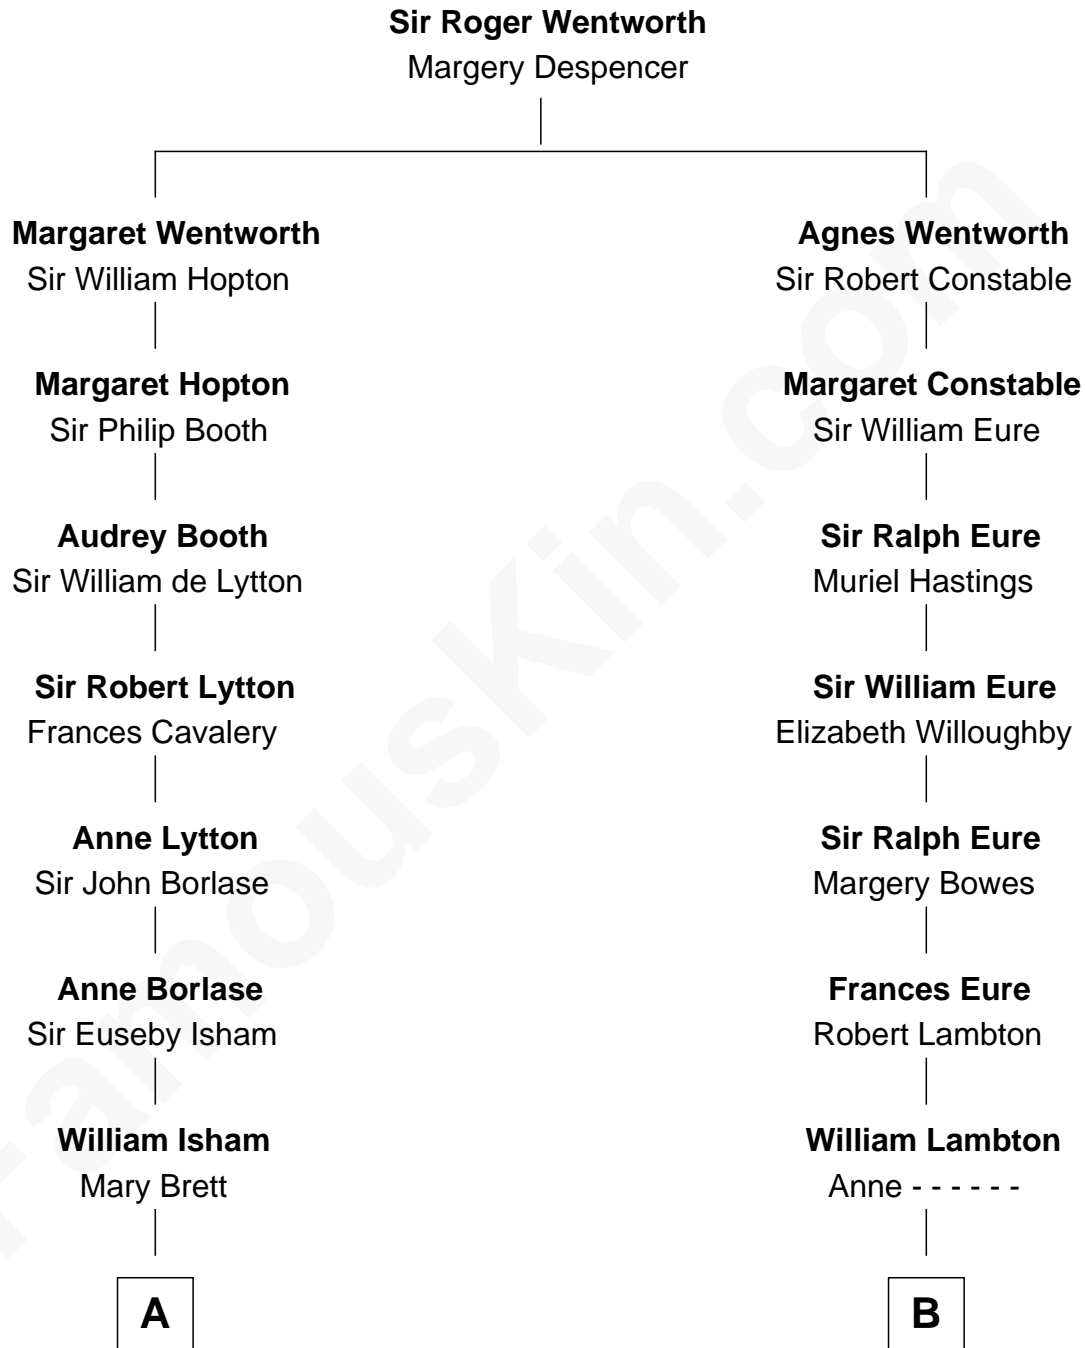 Sir Roger Wentworth
Margery Despencer
Margaret Wentworth
Sir William Hopton
Agnes Wentworth
Sir Robert Constable
Margaret Hopton
Sir Philip Booth
Margaret Constable
Sir William Eure
Audrey Booth
Sir William de Lytton
Sir Ralph Eure
Muriel Hastings
Sir Robert Lytton
Frances Cavalery
Sir William Eure
Elizabeth Willoughby
Anne Lytton
Sir John Borlase
Sir Ralph Eure
Margery Bowes
Anne Borlase
Sir Euseby Isham
Frances Eure
Robert Lambton
William Isham
Mary Brett
William Lambton
Anne - - - - - -
A
B
FamousKin.com